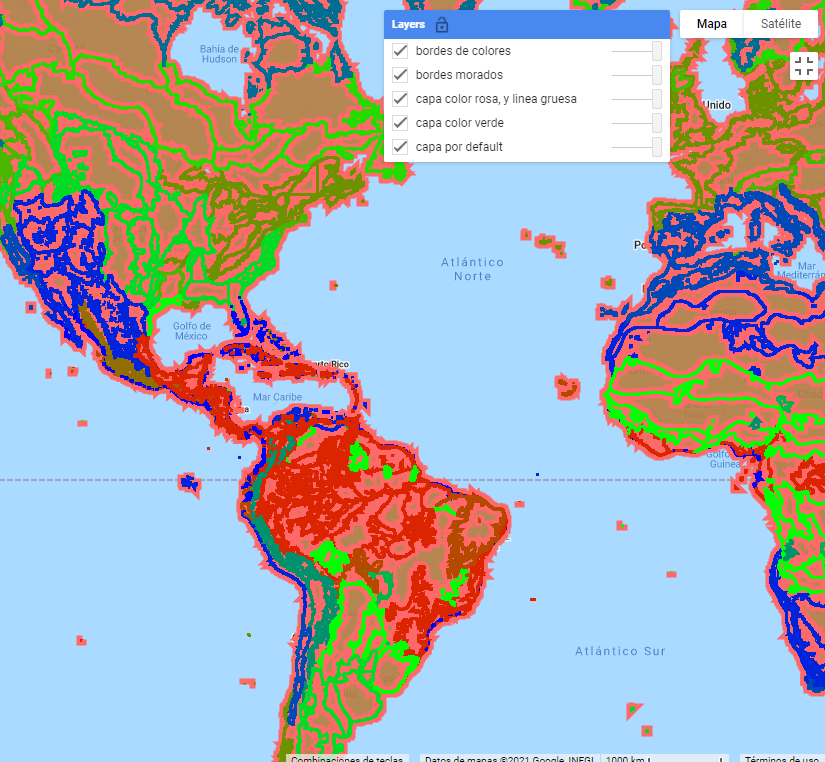 Layers
bordes de colores
bordes morados
capa color rosa, y linea gruesa
capa color verde
capa por default
Mapa
Satélite
Bahía de
Hudson
Unido
Atlántico
Norte
Po
Mar
Mediterrán
Golfo de
México
erto Rico
Mar Caribe
a
Golfo
Guinea
Atlántico Sur
Combinaciones de teclas
Datos de mapas ©2021 Google, INEGI
1000 km
Términos de uso